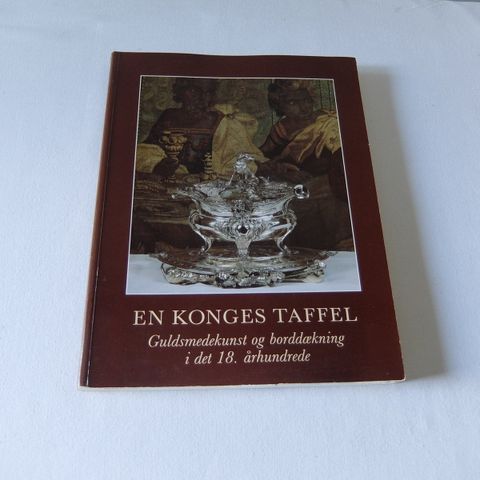 EN KONGES TAFFEL
Guldsmedekunst og borddækning
i det 18. århundrede